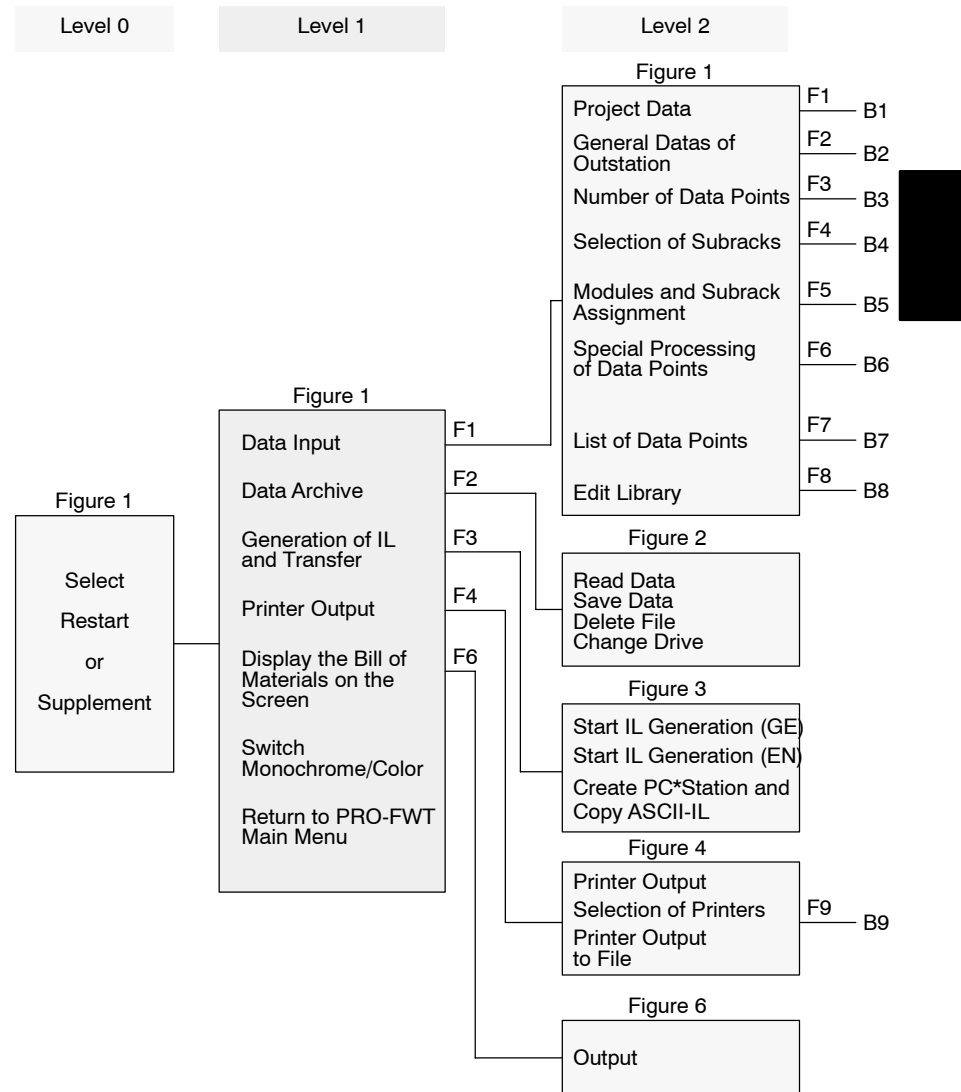 Level 0
Level 1
Level 2
Figure 1
Select
Restart
or
Supplement
Figure 1
Data Input
F1
Data Archive
F2
Generation of IL
and Transfer
F3
Printer Output
F4
Display the Bill of
Materials on the
Screen
F6
Switch
Monochrome/Color
Return to PRO-FWT
Main Menu
Figure 1
Project Data
F1
B1
General Datas of
Outstation
F2
B2
Number of Data Points
F3
B3
Selection of Subracks
F4
B4
Modules and Subrack
Assignment
F5
B5
Special Processing
of Data Points
F6
B6
List of Data Points
F7
B7
Edit Library
F8
B8
Figure 2
Read Data
Save Data
Delete File
Change Drive
Figure 3
Start IL Generation (GE)
Start IL Generation (EN)
Create PC*Station and
Copy ASCII-IL
Figure 4
Printer Output
Selection of Printers
F9
B9
Printer Output
to File
Figure 6
Output